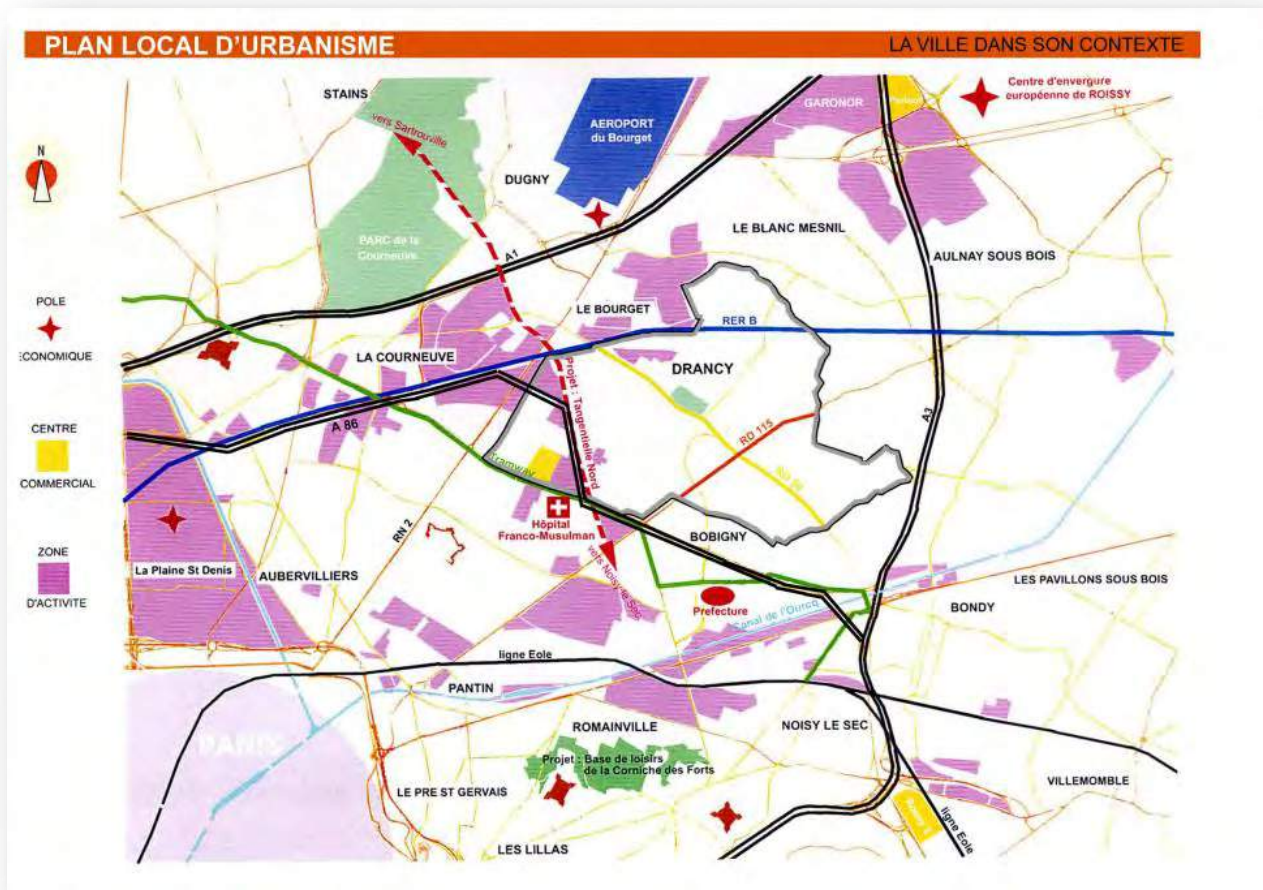 PLAN LOCAL D'URBANISME
LA VILLE DANS SON CONTEXTE
STAINS
vers Sartrouville
AEROPORT
du Bourget
GARONOR
Centre d'envergure
européenne de ROISSY
N
DUGNY
PARC de la
Courneuve
A1
LE BLANC MESNIL
AULNAY SOUS BOIS
POLE
ECONOMIQUE
LE BOURGET
RER B
LA COURNEUVE
DRANCY
Projet : Tangentielle Nord
A 86
A3
RD 115
CENTRE
COMMERCIAL
Tramway
RN 2
Hôpital
Franco-Musulman
BOBIGNY
ZONE
D'ACTIVITE
La Plaine St Denis
AUBERVILLIERS
vers Noisy-le-Sec
Prefecture
Canal de l'Ourcq
LES PAVILLONS SOUS BOIS
BONDY
ligne Eole
PANTIN
ROMAINVILLE
NOISY LE SEC
PARIS
Projet : Base de loisirs
de la Corniche des Forts
LE PRE ST GERVAIS
VILLEMOMBLE
ligne Eole
LES LILLAS